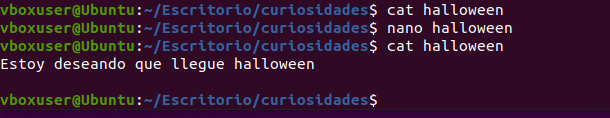 vboxuser@Ubuntu:~/Escritorio/curiosidades$ cat halloween
vboxuser@Ubuntu:~/Escritorio/curiosidades$ nano halloween
vboxuser@Ubuntu:~/Escritorio/curiosidades$ cat halloween
Estoy deseando que llegue halloween
vboxuser@Ubuntu:~/Escritorio/curiosidades$